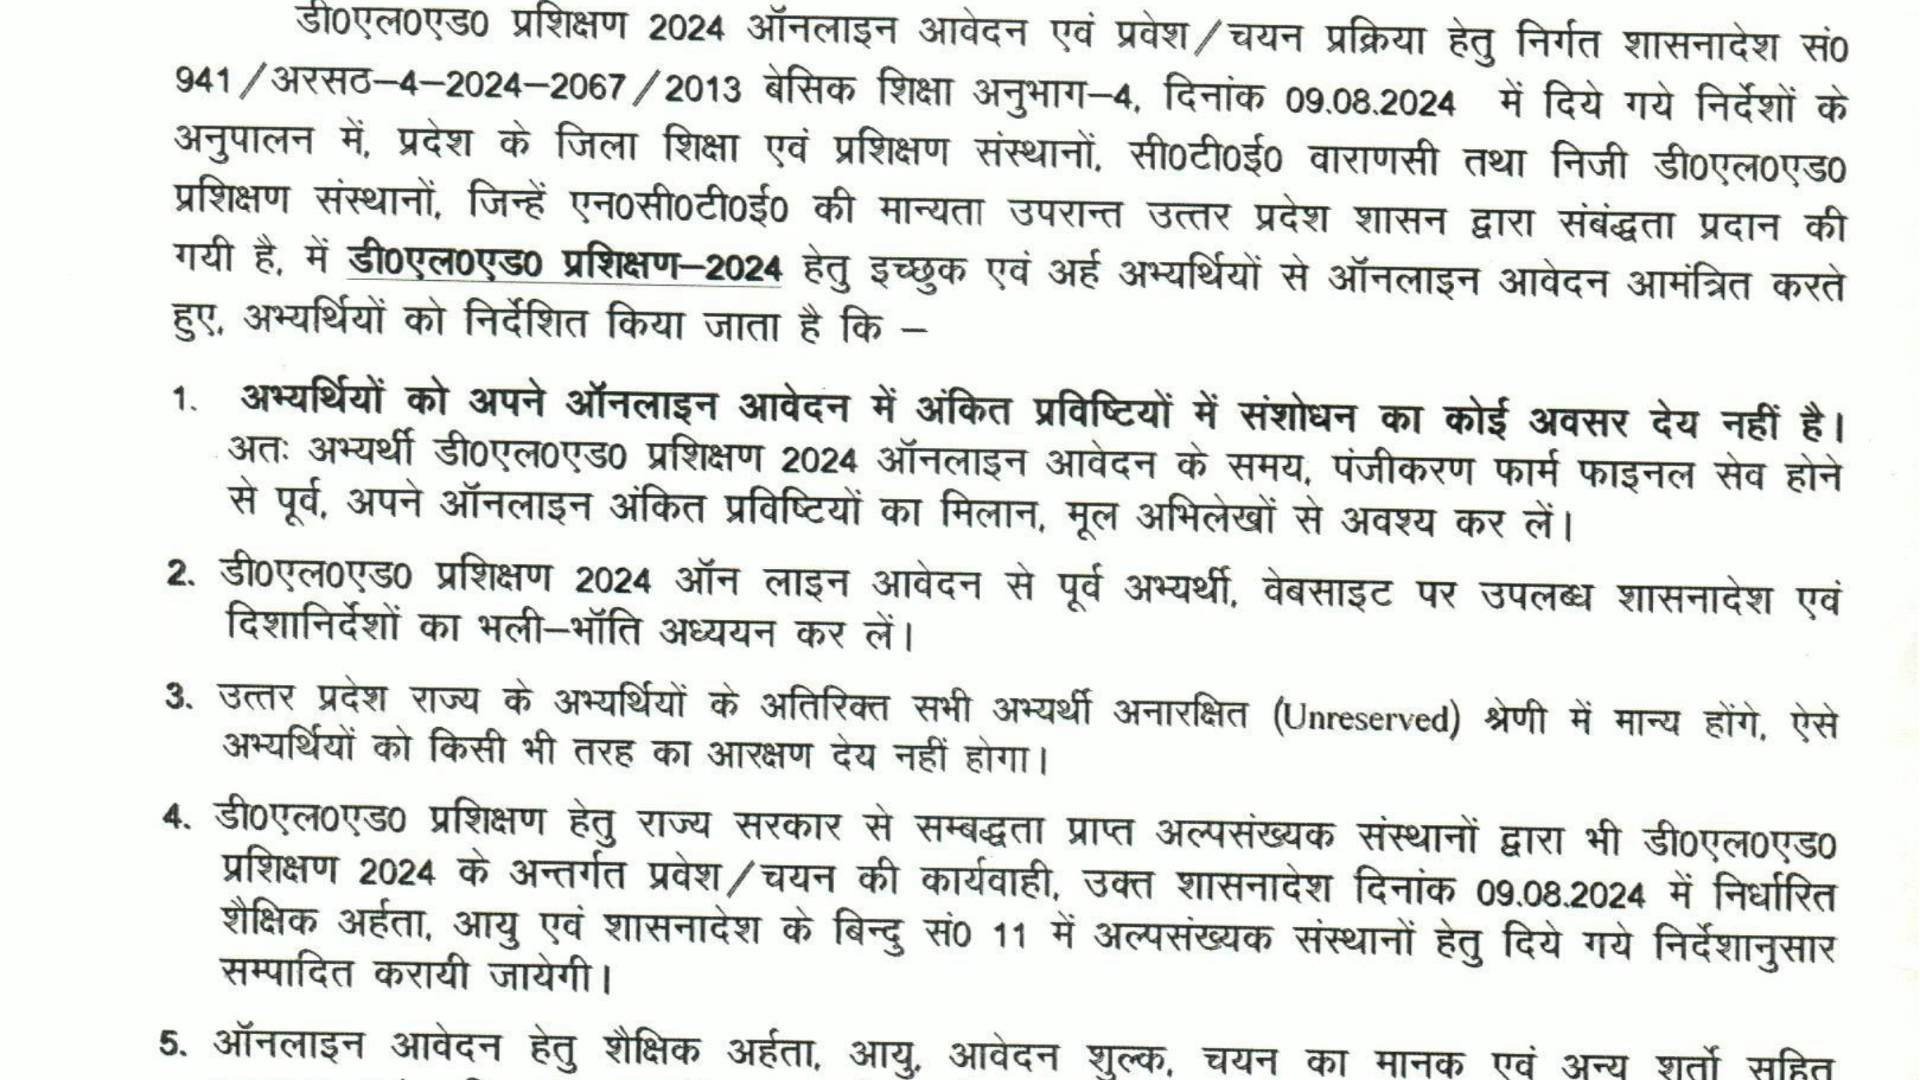 डी0एल0एड0 प्रशिक्षण 2024 ऑनलाइन आवेदन एवं प्रवेश/चयन प्रक्रिया हेतु निर्गत शासनादेश सं0
941/अरसठ–4–2024–2067/2013 बेसिक शिक्षा अनुभाग–4, दिनांक 09.08.2024 में दिये गये निर्देशों के
अनुपालन में, प्रदेश के जिला शिक्षा एवं प्रशिक्षण संस्थानों, सी0टी0ई0 वाराणसी तथा निजी डी0एल0एड0
प्रशिक्षण संस्थानों, जिन्हें एन0सी0टी0ई0 की मान्यता उपरान्त उत्तर प्रदेश शासन द्वारा संबंद्धता प्रदान की
गयी है, में डी0एल0एड0 प्रशिक्षण–2024 हेतु इच्छुक एवं अर्ह अभ्यर्थियों से ऑनलाइन आवेदन आमंत्रित करते
हुए, अभ्यर्थियों को निर्देशित किया जाता है कि –
1. अभ्यर्थियों को अपने ऑनलाइन आवेदन में अंकित प्रविष्टियों में संशोधन का कोई अवसर देय नहीं है।
अतः अभ्यर्थी डी0एल0एड0 प्रशिक्षण 2024 ऑनलाइन आवेदन के समय, पंजीकरण फार्म फाइनल सेव होने
से पूर्व, अपने ऑनलाइन अंकित प्रविष्टियों का मिलान, मूल अभिलेखों से अवश्य कर लें।
2. डी0एल0एड0 प्रशिक्षण 2024 ऑन लाइन आवेदन से पूर्व अभ्यर्थी, वेबसाइट पर उपलब्ध शासनादेश एवं
दिशानिर्देशों का भली–भॉति अध्ययन कर लें।
3. उत्तर प्रदेश राज्य के अभ्यर्थियों के अतिरिक्त सभी अभ्यर्थी अनारक्षित (Unreserved) श्रेणी में मान्य होंगे, ऐसे
अभ्यर्थियों को किसी भी तरह का आरक्षण देय नहीं होगा।
4. डी0एल0एड0 प्रशिक्षण हेतु राज्य सरकार से सम्बद्धता प्राप्त अल्पसंख्यक संस्थानों द्वारा भी डी0एल0एड0
प्रशिक्षण 2024 के अन्तर्गत प्रवेश/चयन की कार्यवाही, उक्त शासनादेश दिनांक 09.08.2024 में निर्धारित
शैक्षिक अर्हता, आयु एवं शासनादेश के बिन्दु सं0 11 में अल्पसंख्यक संस्थानों हेतु दिये गये निर्देशानुसार
सम्पादित करायी जायेगी।
5. ऑनलाइन आवेदन हेतु शैक्षिक अर्हता, आयु, आवेदन शुल्क, चयन का मानक एवं अन्य शर्तो सहित